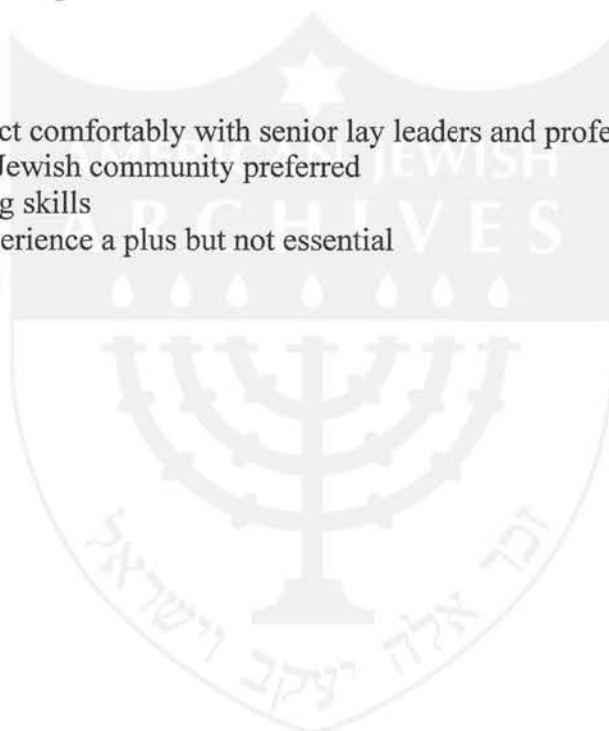 ct comfortably with senior lay leaders and profe
Jewish community preferred
g skills
erience a plus but not essential
AMERICAN JEWISH
ARCHIVES
זכר אלה יעקב וישראל